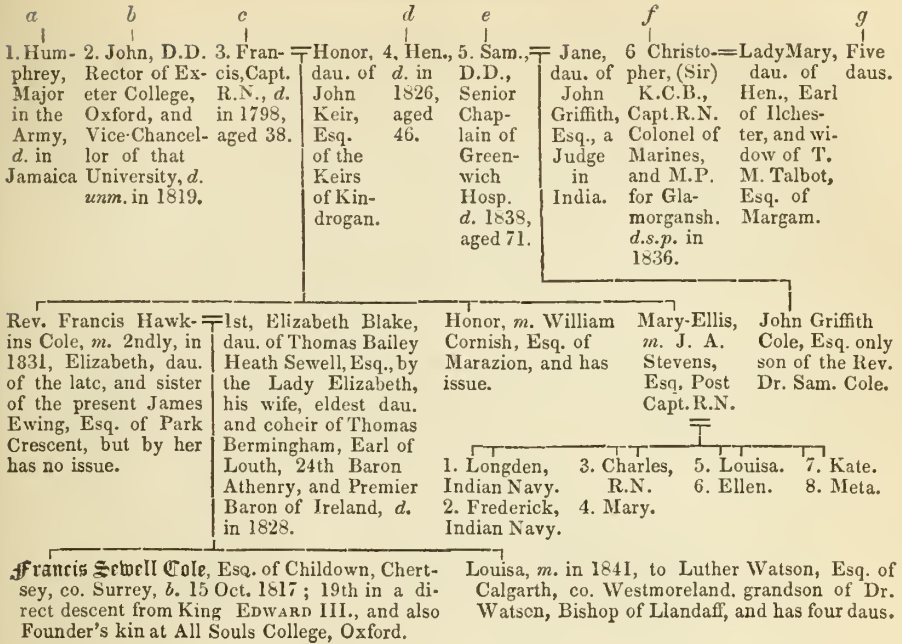 a
b
c
d
e
f
g
1. Hum-
phrey,
Major
in the
Army,
d. in
Jamaica
2. John, D.D.
Rector of Ex-
eter College,
Oxford, and
Vice-Chancel-
lor of that
University, d.
unm. in 1819.
3. Fran-
cis, Capt.
R.N., d.
in 1798,
aged 38.
Honor,
dau. of
John
Keir,
Esq.
of the
Keirs
of Kin-
drogan.
4. Hen.,
d. in
1826,
aged
46.
5. Sam.,
D.D.,
Senior
Chap-
lain of
Green-
wich
Hosp.
d. 1838,
aged 71.
Jane,
dau. of
John
Griffith,
Esq., a
Judge
in
India.
6 Christo-
pher, (Sir)
K.C.B.,
Capt. R.N.
Colonel of
Marines,
and M.P.
for Gla-
morgansh.
d.s.p. in
1836.
Lady Mary,
dau. of
Hen., Earl
of Ilches-
ter, and wi-
dow of T.
M. Talbot,
Esq. of
Margam.
Five
daus.
Rev. Francis Hawk-
ins Cole, m. 2ndly, in
1831, Elizabeth, dau.
of the late, and sister
of the present James
Ewing, Esq. of Park
Crescent, but by her
has no issue.
1st, Elizabeth Blake,
dau. of Thomas Bailey
Heath Sewell, Esq., by
the Lady Elizabeth,
his wife, eldest dau.
and coheir of Thomas
Bermingham, Earl of
Louth, 24th Baron
Athenry, and Premier
Baron of Ireland, d.
in 1828.
Honor, m. William
Cornish, Esq. of
Marazion, and has
issue.
Mary-Ellis,
m. J. A.
Stevens,
Esq. Post
Capt. R.N.
John Griffith
Cole, Esq. only
son of the Rev.
Dr. Sam. Cole.
1. Longden,
Indian Navy.
2. Frederick,
Indian Navy.
3. Charles,
R.N.
4. Mary.
5. Louisa.
6. Ellen.
7. Kate.
8. Meta.
Francis Sewell Cole, Esq. of Childown, Chert-
sey, co. Surrey, b. 15 Oct. 1817; 19th in a di-
rect descent from King EDWARD III., and also
Founder's kin at All Souls College, Oxford.
Louisa, m. in 1841, to Luther Watson, Esq. of
Calgarth, co. Westmoreland. grandson of Dr.
Watson, Bishop of Llandaff, and has four daus.